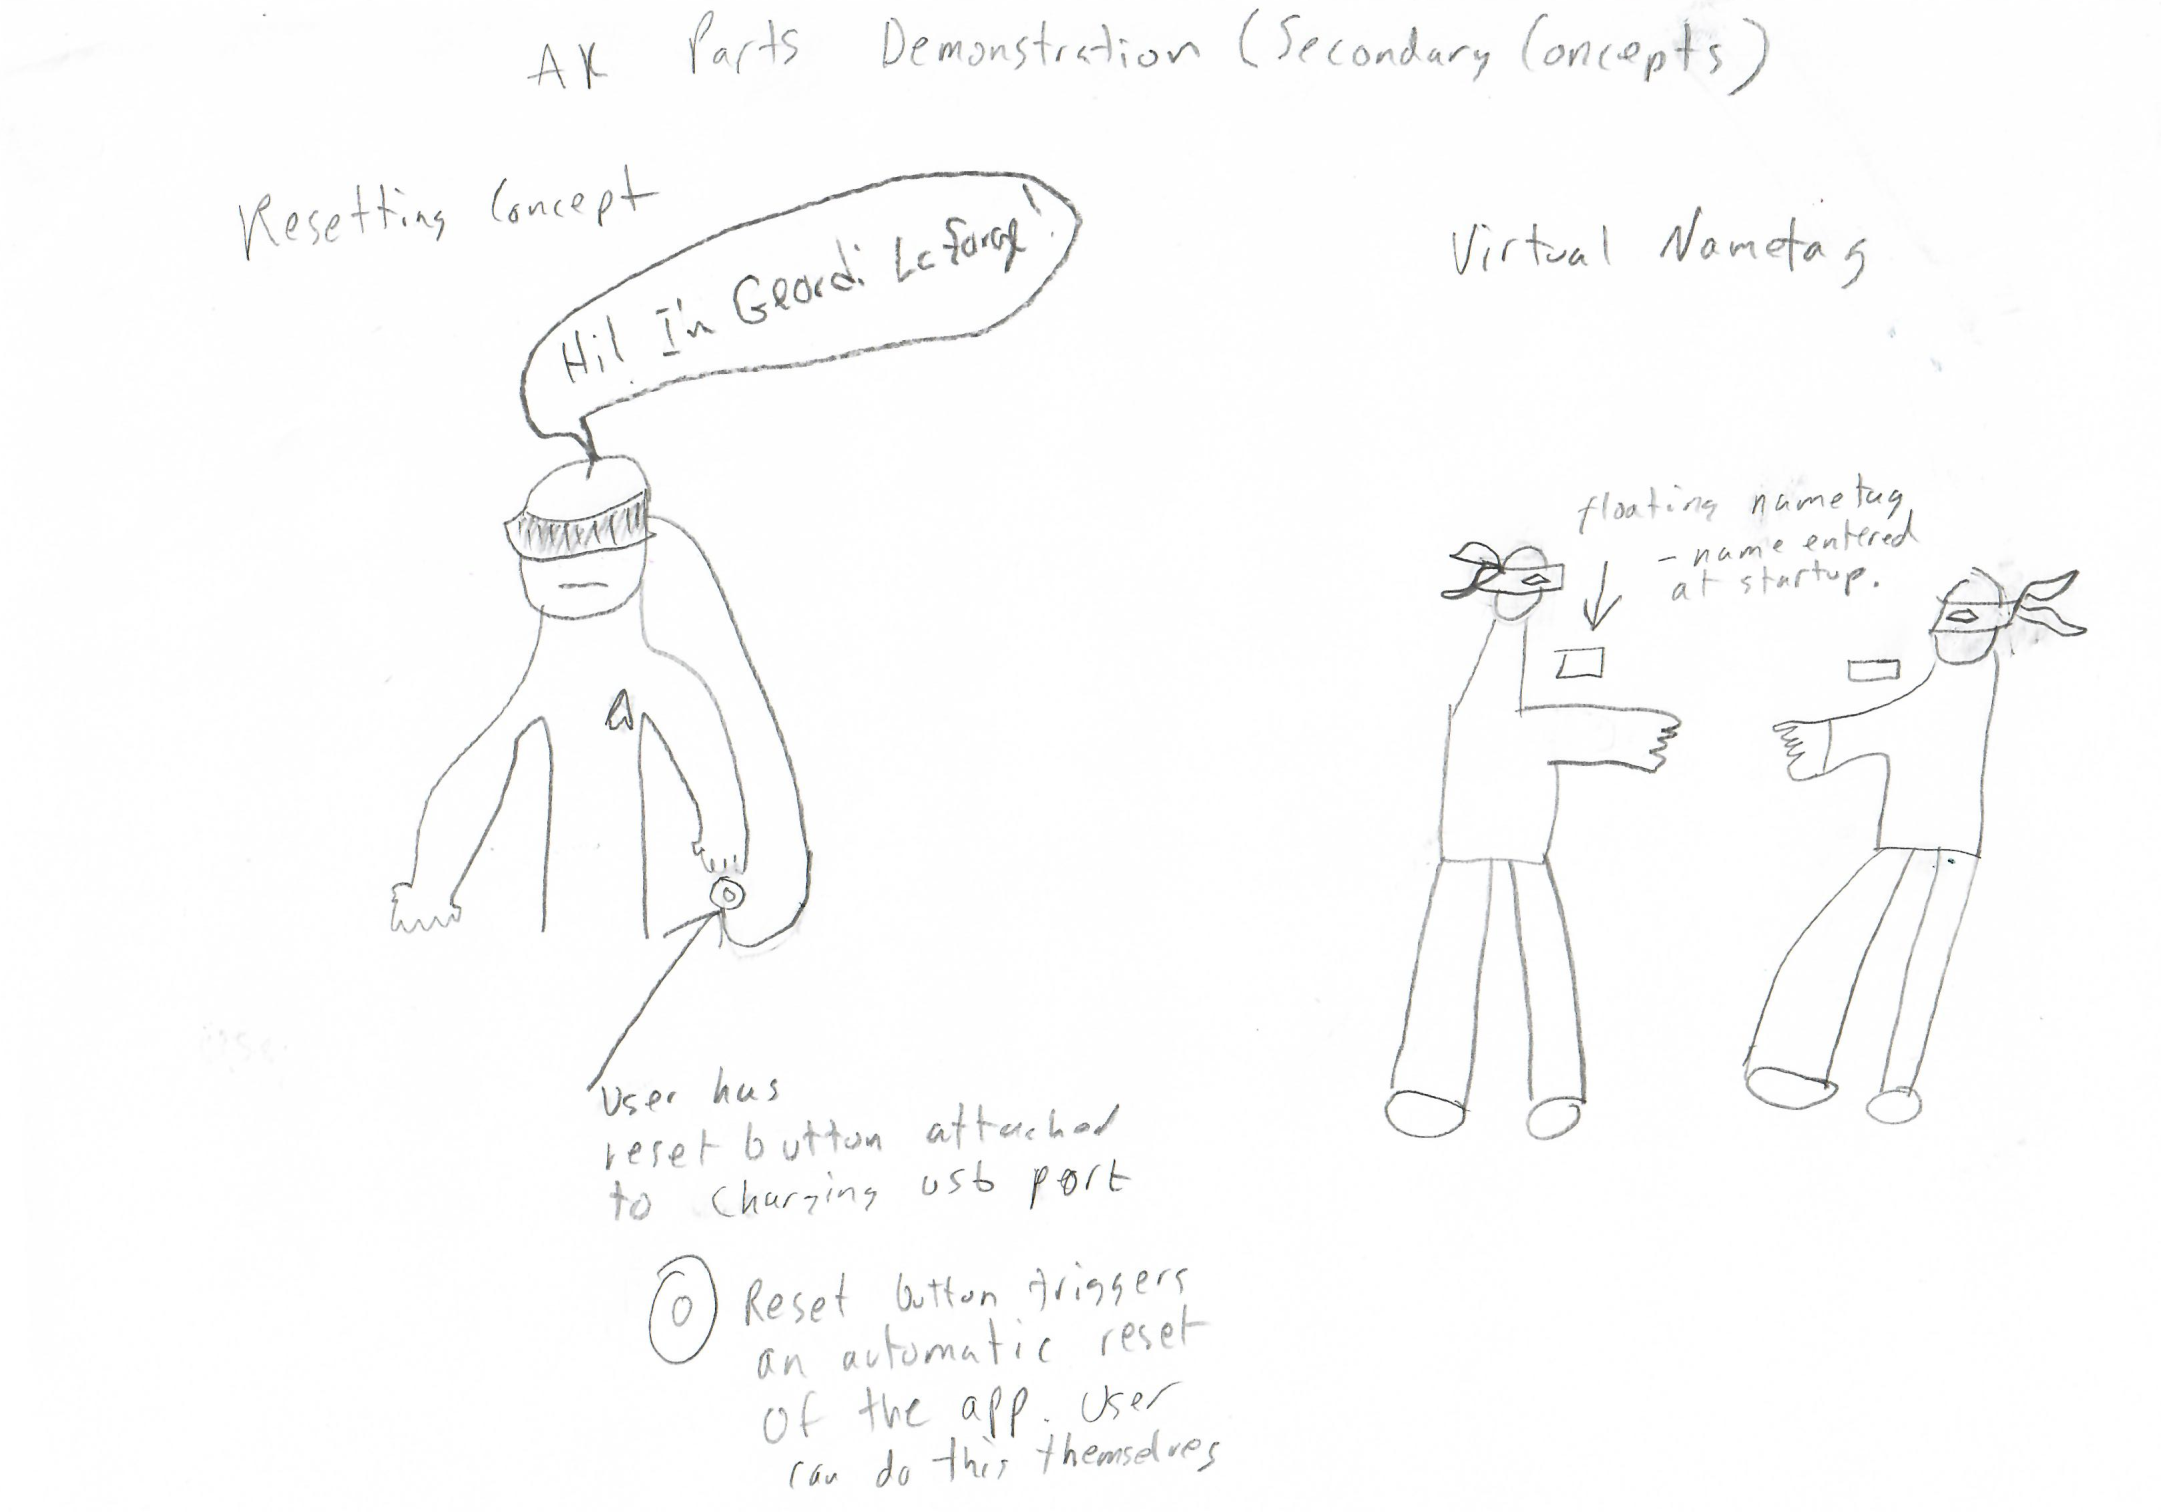 AK Parts Demonstration (Secondary Concepts)
Resetting Concept
Hi! I'm Geordi Laforge!
Virtual Nametag
floating nametag
- name entered
at startup.
User has
reset button attached
to charging usb port
Reset button triggers
an automatic reset
of the app. User
can do this themselves